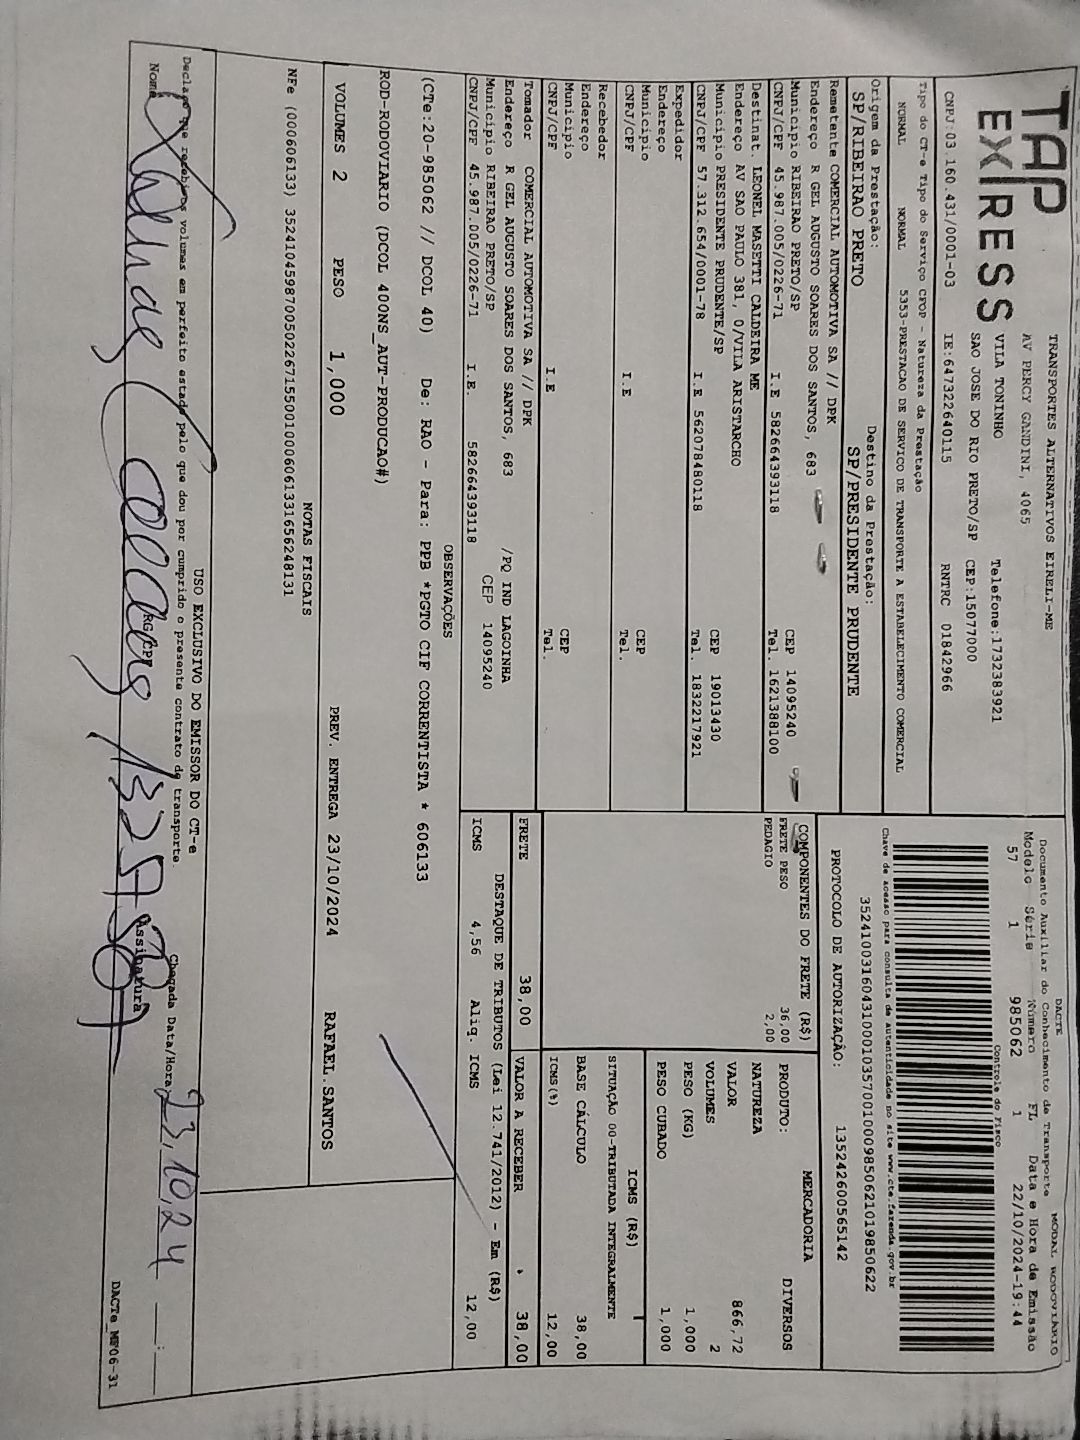 TAP
EXPRESS
TRANSPORTES ALTERNATIVOS EIRELI-ME
AV PERCY GANDINI, 4065
VILA TONINHO Telefone:1732383921
SAO JOSE DO RIO PRETO/SP CEP:15077000
CNPJ:03.160.431/0001-03 IE:647322640115 RNTRC 01842966
DACTE MODAL RODOVIÁRIO
Documento Auxiliar do Conhecimento de Transporte
Modelo Série Número FL Data e Hora de Emissão
57 1 985062 1 22/10/2024-19:44
Controle do Fisco
Chave de acesso para consulta de autenticidade no site www.cte.fazenda.gov.br
35241003160431000103570010009850621019850622
PROTOCOLO DE AUTORIZAÇÃO: 135242600565142
Tipo do CT-e Tipo do Serviço CFOP - Natureza da Prestação
NORMAL NORMAL 5353-PRESTACAO DE SERVICO DE TRANSPORTE A ESTABELECIMENTO COMERCIAL
Origem da Prestação: Destino da Prestação:
SP/RIBEIRAO PRETO SP/PRESIDENTE PRUDENTE
Remetente COMERCIAL AUTOMOTIVA SA // DPK
Endereço R GEL AUGUSTO SOARES DOS SANTOS, 683
Municipio RIBEIRAO PRETO/SP CEP 14095240
CNPJ/CPF 45.987.005/0226-71 I.E 582664393118 Tel. 1621388100
Destinat. LEONEL MASETTI CALDEIRA ME
Endereço AV SAO PAULO 381, 0/VILA ARISTARCHO
Municipio PRESIDENTE PRUDENTE/SP CEP 19013430
CNPJ/CPF 57.312.654/0001-78 I.E 562078480118 Tel. 1832217921
Expedidor
Endereço
Municipio CEP
CNPJ/CPF I.E Tel.
Recebedor
Endereço
Municipio CEP
CNPJ/CPF I.E Tel.
Tomador COMERCIAL AUTOMOTIVA SA // DPK
Endereço R GEL AUGUSTO SOARES DOS SANTOS, 683 /PQ IND LAGOINHA
Municipio RIBEIRAO PRETO/SP CEP 14095240
CNPJ/CPF 45.987.005/0226-71 I.E. 582664393118
COMPONENTES DO FRETE (R$)
FRETE PESO 36,00
PEDAGIO 2,00
MERCADORIA
PRODUTO: DIVERSOS
NATUREZA
VALOR 866,72
VOLUMES 2
PESO (KG) 1,000
PESO CUBADO 1,000
ICMS (R$)
SITUAÇÃO 00-TRIBUTADA INTEGRALMENTE
BASE CÁLCULO 38,00
ICMS(%) 12,00
FRETE 38,00 VALOR A RECEBER 38,00
DESTAQUE DE TRIBUTOS (Lei 12.741/2012) - Em (R$)
ICMS 4,56 Aliq. ICMS 12,00
OBSERVAÇÕES
(CTe:20-985062 // DCOL 40) De: RAO - Para: PPB *PGTO CIF CORRENTISTA * 606133
ROD-RODOVIARIO (DCOL 400NS_AUT-PRODUCAO#)
VOLUMES 2 PESO 1,000 PREV. ENTREGA 23/10/2024 RAFAEL.SANTOS
NOTAS FISCAIS
NFe (000606133) 35241045987005022671550010006061331656248131
USO EXCLUSIVO DO EMISSOR DO CT-e
Declaro que recebi os volumes em perfeito estado pelo que dou por cumprido o presente contrato de transporte.
Chegada Data/Hora 23,10,24 :
Nome RG/CPF Assinatura
DACTe_MF06-31